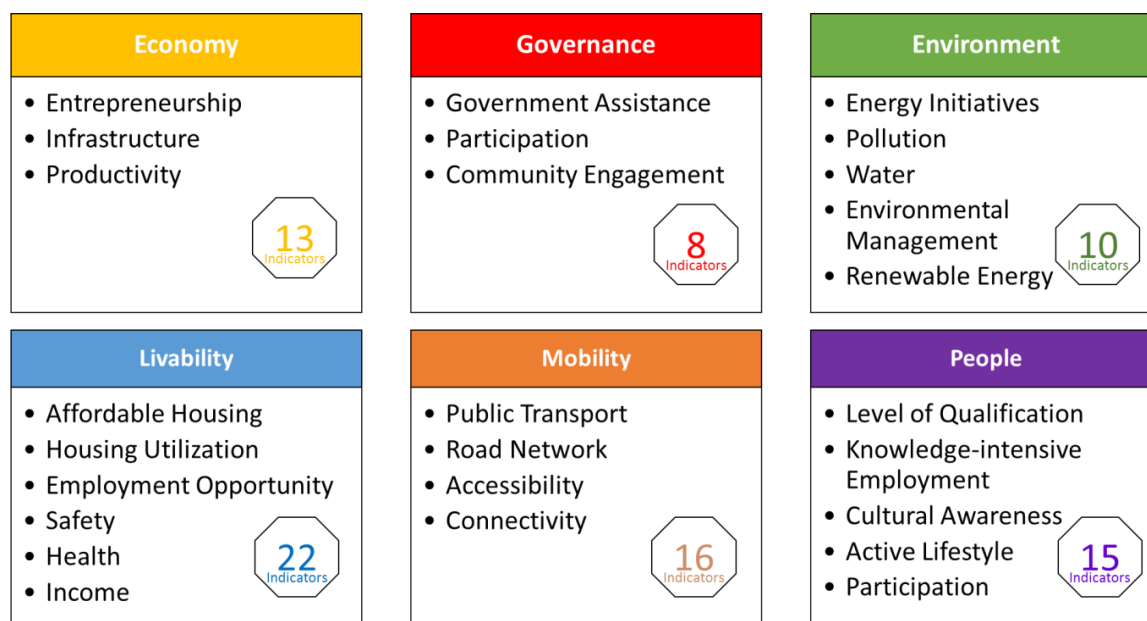 Economy
• Entrepreneurship
• Infrastructure
• Productivity
13
Indicators
Governance
• Government Assistance
• Participation
• Community Engagement
8
Indicators
Environment
• Energy Initiatives
• Pollution
• Water
• Environmental
Management
• Renewable Energy
10
Indicators
Livability
• Affordable Housing
• Housing Utilization
• Employment Opportunity
• Safety
• Health
• Income
22
Indicators
Mobility
• Public Transport
• Road Network
• Accessibility
• Connectivity
16
Indicators
People
• Level of Qualification
• Knowledge-intensive
Employment
• Cultural Awareness
• Active Lifestyle
• Participation
15
Indicators